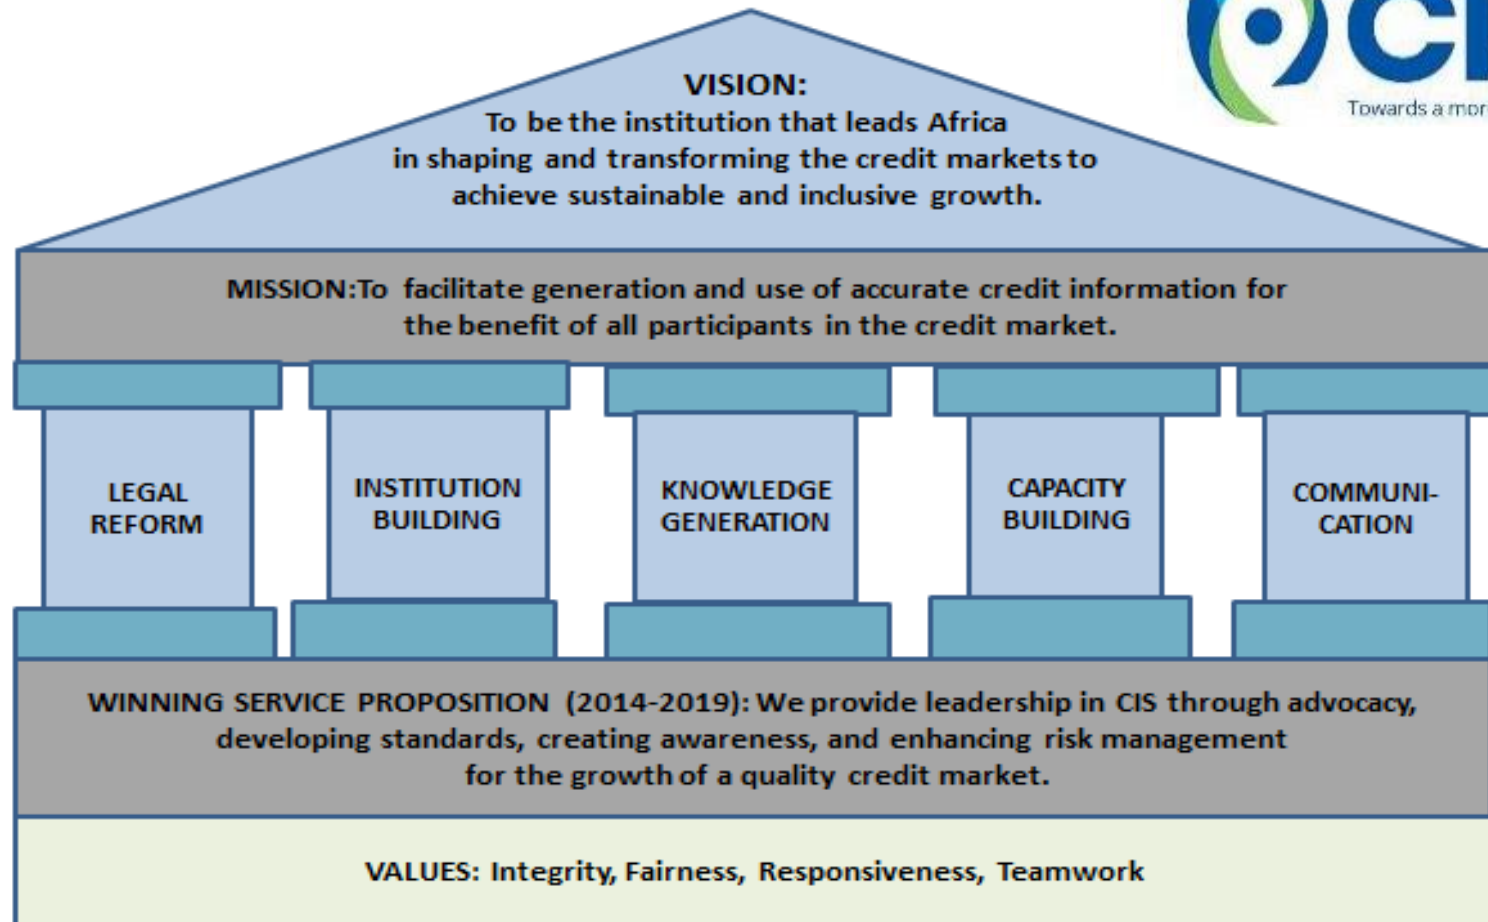 Towards a mor
VISION:
To be the institution that leads Africa
in shaping and transforming the credit markets to
achieve sustainable and inclusive growth.
MISSION:To facilitate generation and use of accurate credit information for
the benefit of all participants in the credit market.
LEGAL
REFORM
INSTITUTION
BUILDING
KNOWLEDGE
GENERATION
CAPACITY
BUILDING
COMMUNI-
CATION
WINNING SERVICE PROPOSITION (2014-2019): We provide leadership in CIS through advocacy,
developing standards, creating awareness, and enhancing risk management
for the growth of a quality credit market.
VALUES: Integrity, Fairness, Responsiveness, Teamwork